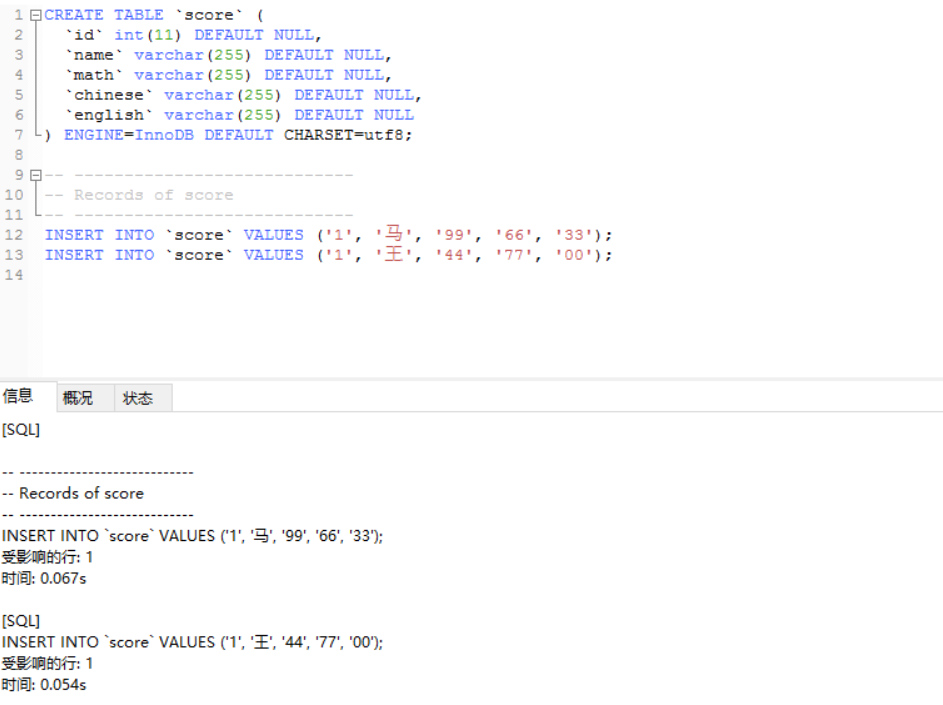 1 CREATE TABLE `score` (
2 `id` int(11) DEFAULT NULL,
3 `name` varchar(255) DEFAULT NULL,
4 `math` varchar(255) DEFAULT NULL,
5 `chinese` varchar(255) DEFAULT NULL,
6 `english` varchar(255) DEFAULT NULL
7 ) ENGINE=InnoDB DEFAULT CHARSET=utf8;
8
9 -- ----------------------------
10 -- Records of score
11 -- ----------------------------
12 INSERT INTO `score` VALUES ('1', '马', '99', '66', '33');
13 INSERT INTO `score` VALUES ('1', '王', '44', '77', '00');
14
信息 概况 状态
[SQL]
-- ----------------------------
-- Records of score
-- ----------------------------
INSERT INTO `score` VALUES ('1', '马', '99', '66', '33');
受影响的行: 1
时间: 0.067s
[SQL]
INSERT INTO `score` VALUES ('1', '王', '44', '77', '00');
受影响的行: 1
时间: 0.054s